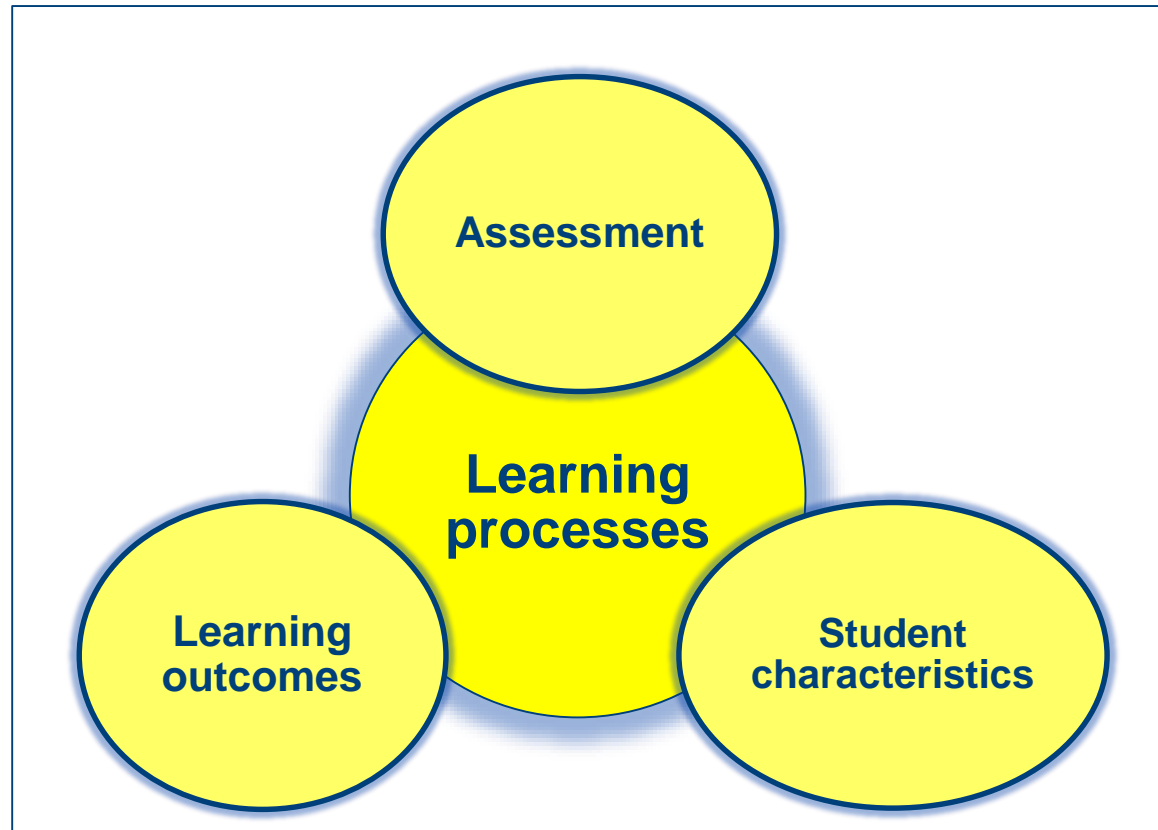 Assessment
Learning
processes
Learning
outcomes
Student
characteristics